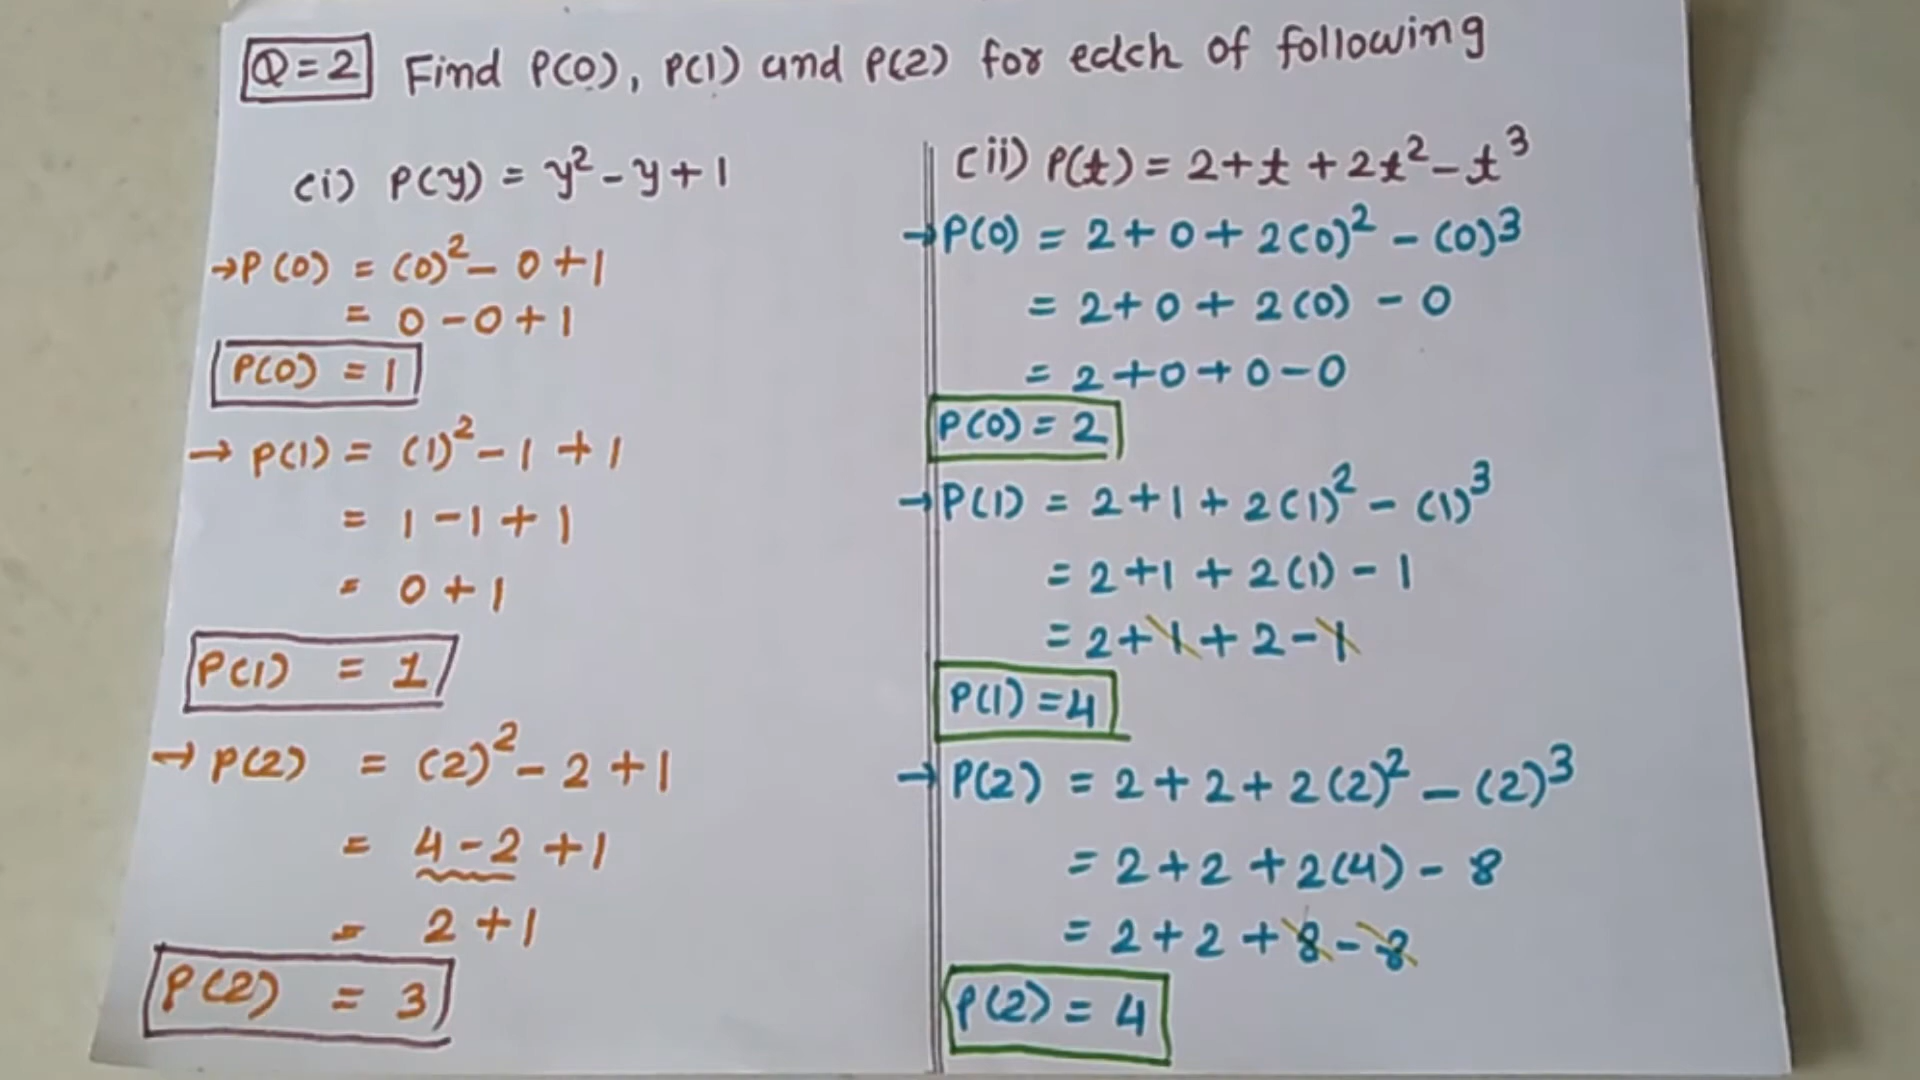 Q=2 Find P(0), P(1) and P(2) for edch of following
(i) P(y) = y² - y + 1
→P(0) = (0)² - 0 + 1
= 0 - 0 + 1
P(0) = 1
→ P(1) = (1)² - 1 + 1
= 1 - 1 + 1
= 0 + 1
P(1) = 1
→ P(2) = (2)² - 2 + 1
= 4 - 2 + 1
= 2 + 1
P(2) = 3
(ii) P(t) = 2 + t + 2t² - t³
→P(0) = 2 + 0 + 2(0)² - (0)³
= 2 + 0 + 2(0) - 0
= 2 + 0 + 0 - 0
P(0) = 2
→P(1) = 2 + 1 + 2(1)² - (1)³
= 2 + 1 + 2(1) - 1
= 2 + 1 + 2 - 1
P(1) = 4
→ P(2) = 2 + 2 + 2(2)² - (2)³
= 2 + 2 + 2(4) - 8
= 2 + 2 + 8 - 8
P(2) = 4